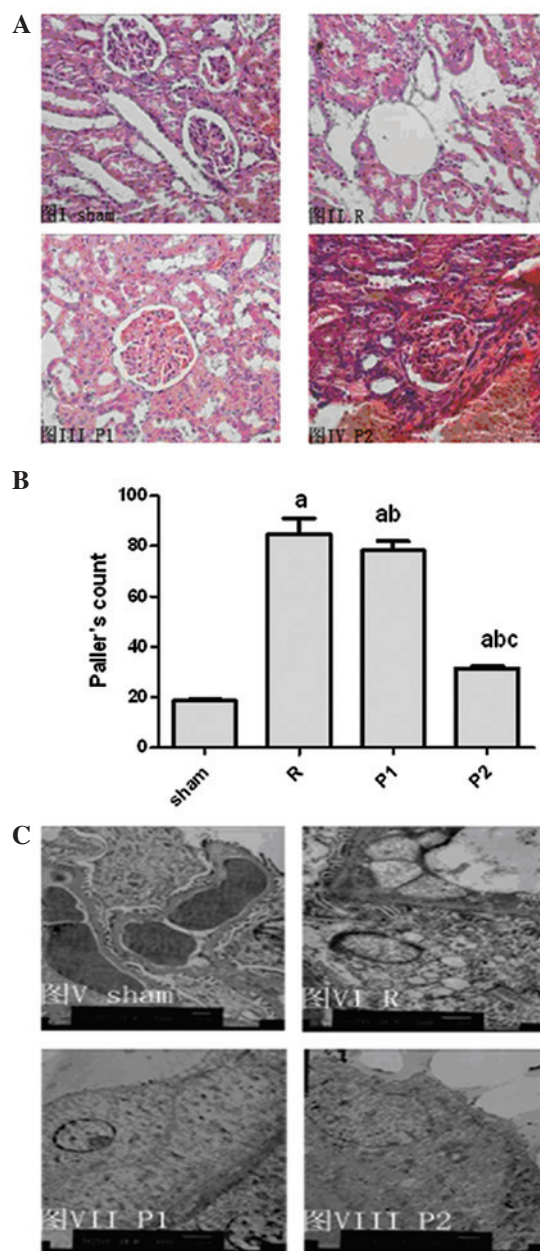 A
图I sham
图II R
图III P1
图IV P2
B
Paller's count
100
80
60
40
20
0
a
ab
abc
sham
R
P1
P2
C
图V sham
图VI R
图VII P1
图VIII P2